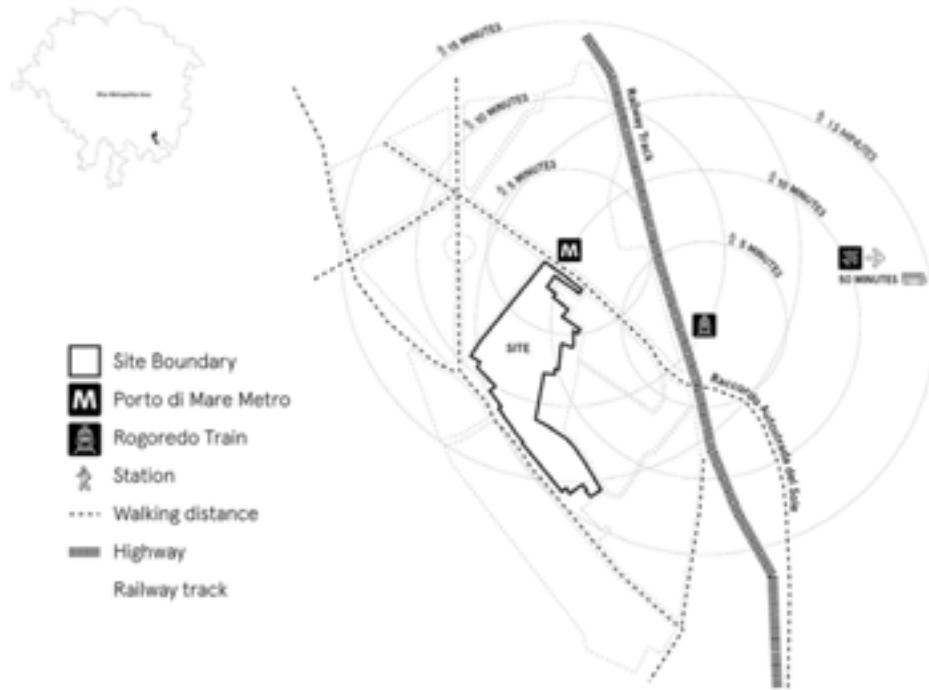 15 MINUTES
10 MINUTES
5 MINUTES
Railway Track
15 MINUTES
10 MINUTES
5 MINUTES
M
50 MINUTES
SITE
Raccordo Autostrada del Sole
Site Boundary
M Porto di Mare Metro
Rogoredo Train
Station
Walking distance
Highway
Railway track